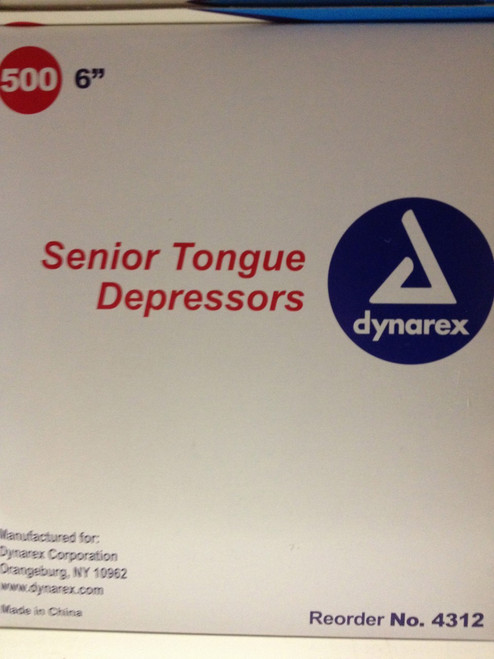 500 6”
Senior Tongue
Depressors
dynarex
Manufactured for:
Dynarex Corporation
Orangeburg, NY 10962
www.dynarex.com
Made in China
Reorder No. 4312